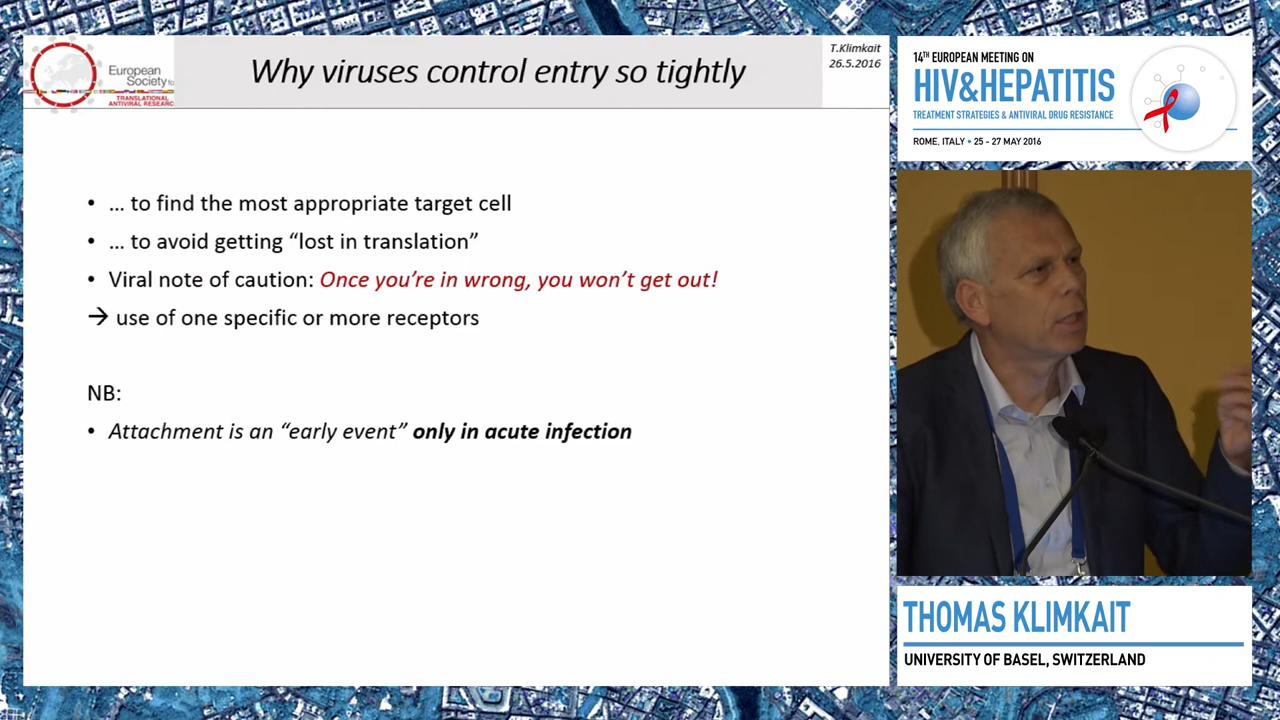 European
Society for
TRANSLATIONAL
ANTIVIRAL RESEARC
Why viruses control entry so tightly
T.Klimkait
26.5.2016
• … to find the most appropriate target cell
• … to avoid getting “lost in translation”
• Viral note of caution: Once you’re in wrong, you won’t get out!
→ use of one specific or more receptors
NB:
• Attachment is an “early event” only in acute infection
14TH EUROPEAN MEETING ON
HIV&HEPATITIS
TREATMENT STRATEGIES & ANTIVIRAL DRUG RESISTANCE
ROME, ITALY • 25 - 27 MAY 2016
THOMAS KLIMKAIT
UNIVERSITY OF BASEL, SWITZERLAND